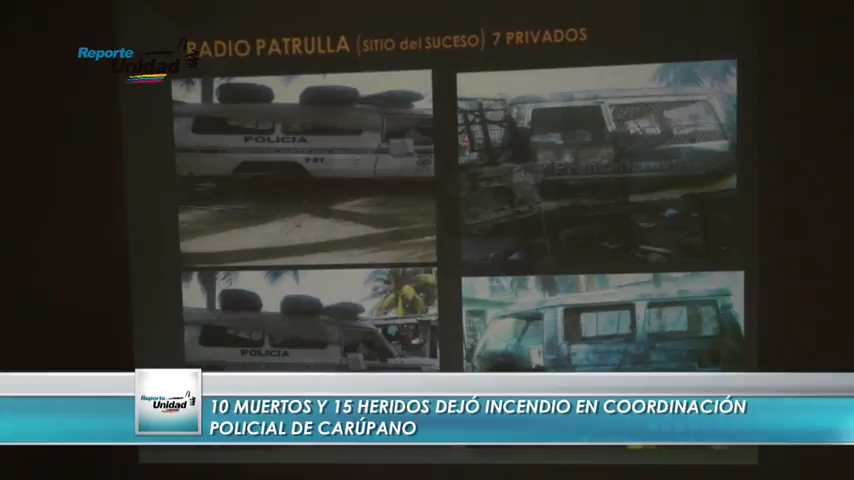 RADIO PATRULLA (SITIO del SUCESO) 7 PRIVADOS
Reporte
Unidad
POLICIA
POLICIA
Reporte
Unidad
10 MUERTOS Y 15 HERIDOS DEJÓ INCENDIO EN COORDINACIÓN
POLICIAL DE CARÚPANO